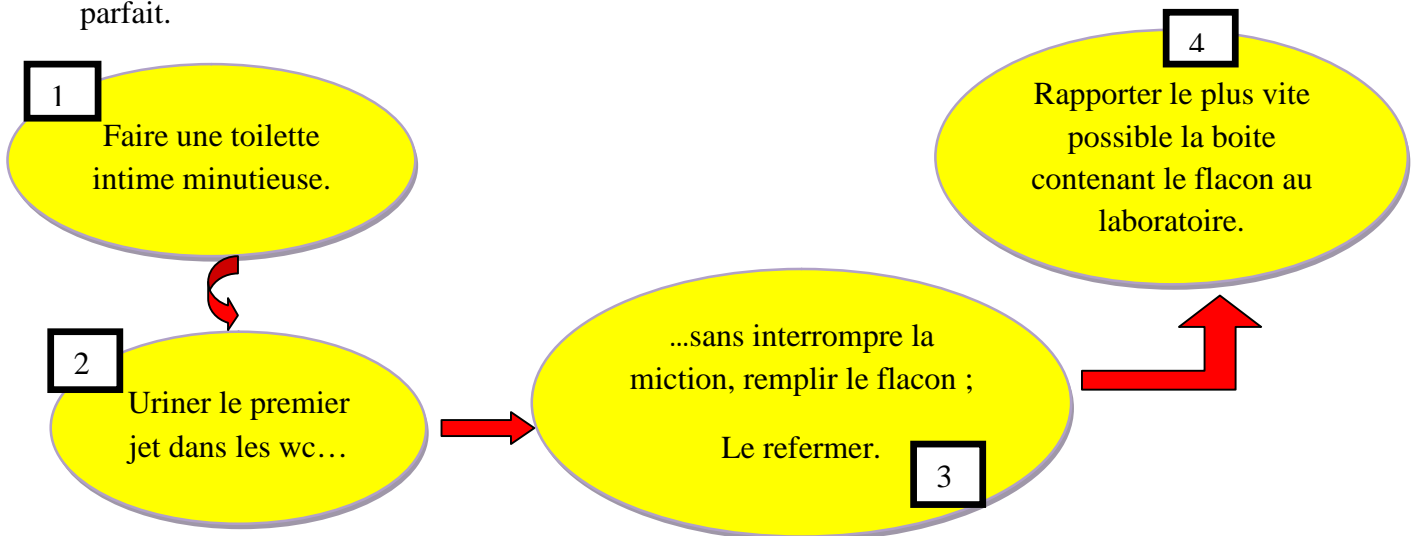 parfait.
1
Faire une toilette
intime minutieuse.
2
Uriner le premier
jet dans les wc…
...sans interrompre la
miction, remplir le flacon ;
Le refermer.
3
4
Rapporter le plus vite
possible la boite
contenant le flacon au
laboratoire.